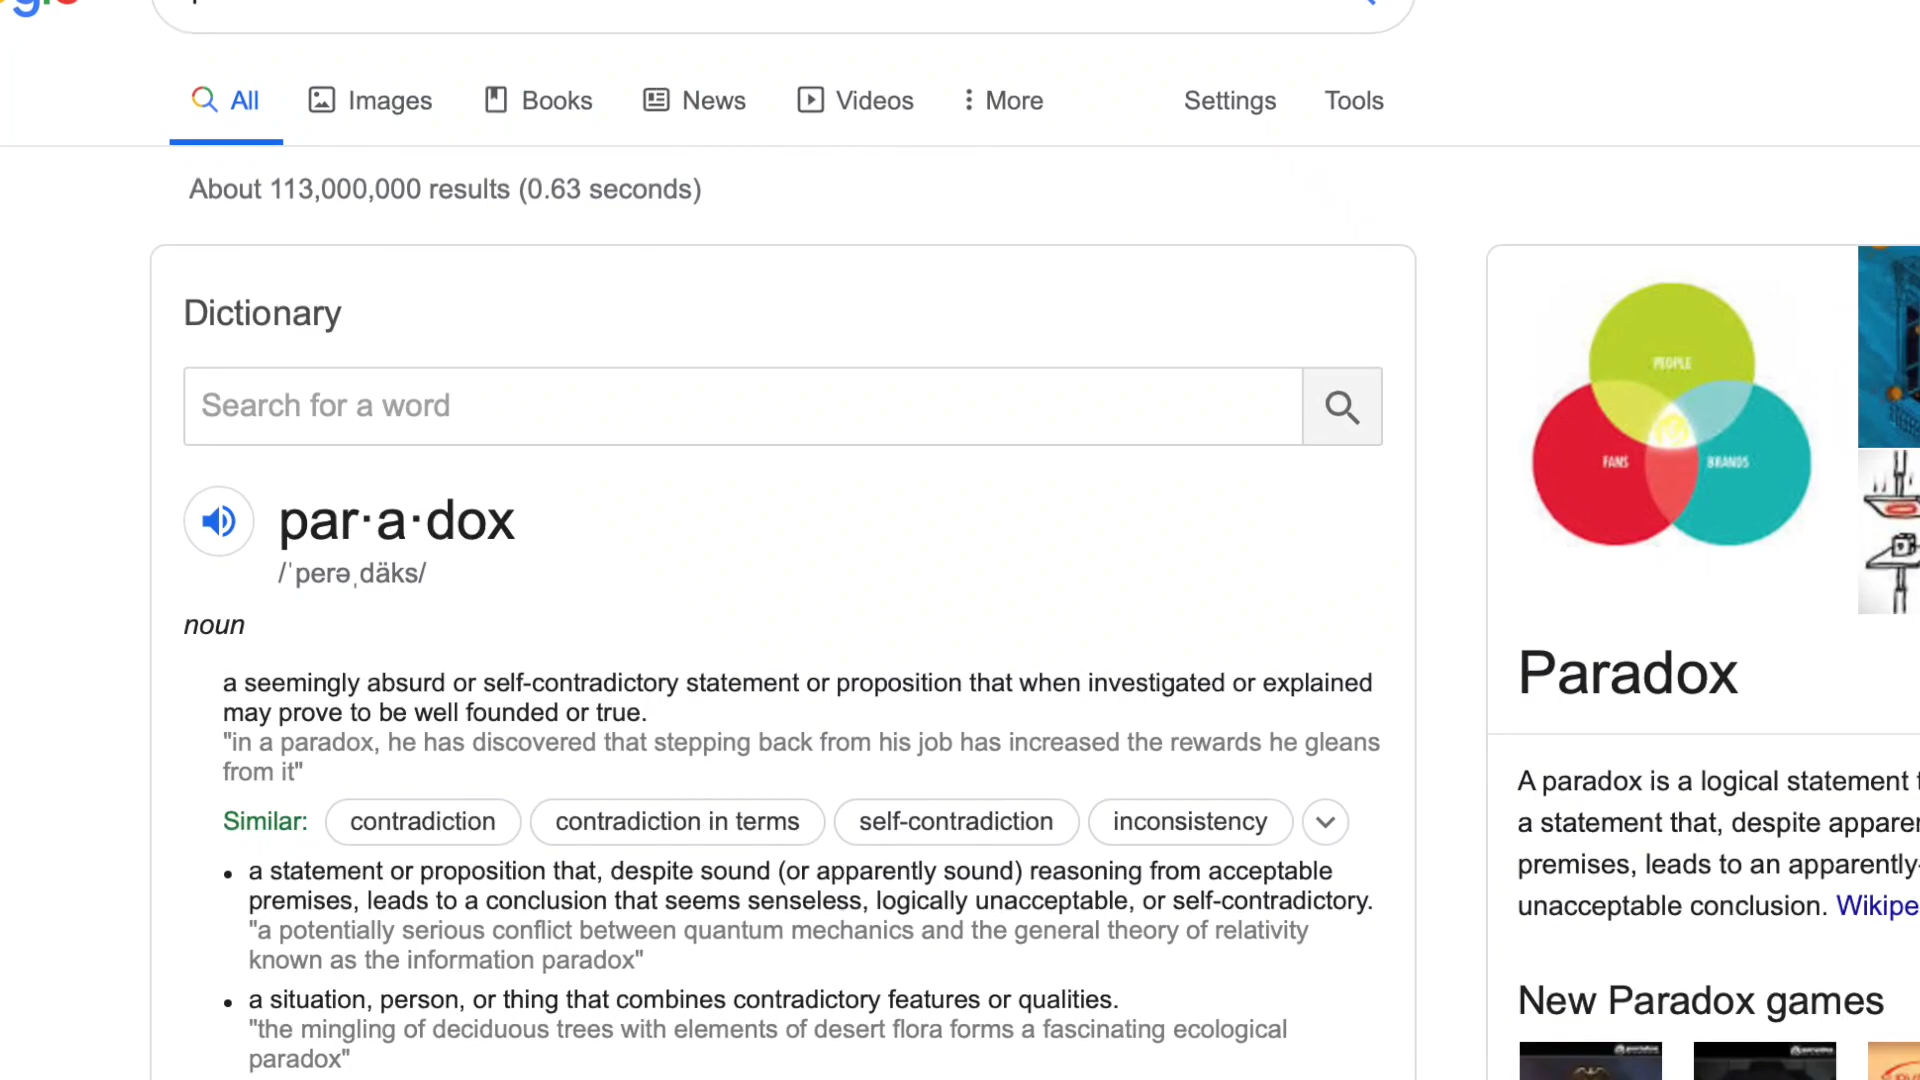 All Images Books News Videos More Settings Tools
About 113,000,000 results (0.63 seconds)
Dictionary
Search for a word
par·a·dox
/ˈperəˌdäks/
noun
a seemingly absurd or self-contradictory statement or proposition that when investigated or explained
may prove to be well founded or true.
"in a paradox, he has discovered that stepping back from his job has increased the rewards he gleans
from it"
Similar: contradiction contradiction in terms self-contradiction inconsistency
• a statement or proposition that, despite sound (or apparently sound) reasoning from acceptable
premises, leads to a conclusion that seems senseless, logically unacceptable, or self-contradictory.
"a potentially serious conflict between quantum mechanics and the general theory of relativity
known as the information paradox"
• a situation, person, or thing that combines contradictory features or qualities.
"the mingling of deciduous trees with elements of desert flora forms a fascinating ecological
paradox"
PEOPLE
FANS BRANDS
Paradox
A paradox is a logical statement
a statement that, despite
premises, leads to an apparently-
unacceptable conclusion. Wikipe
New Paradox games